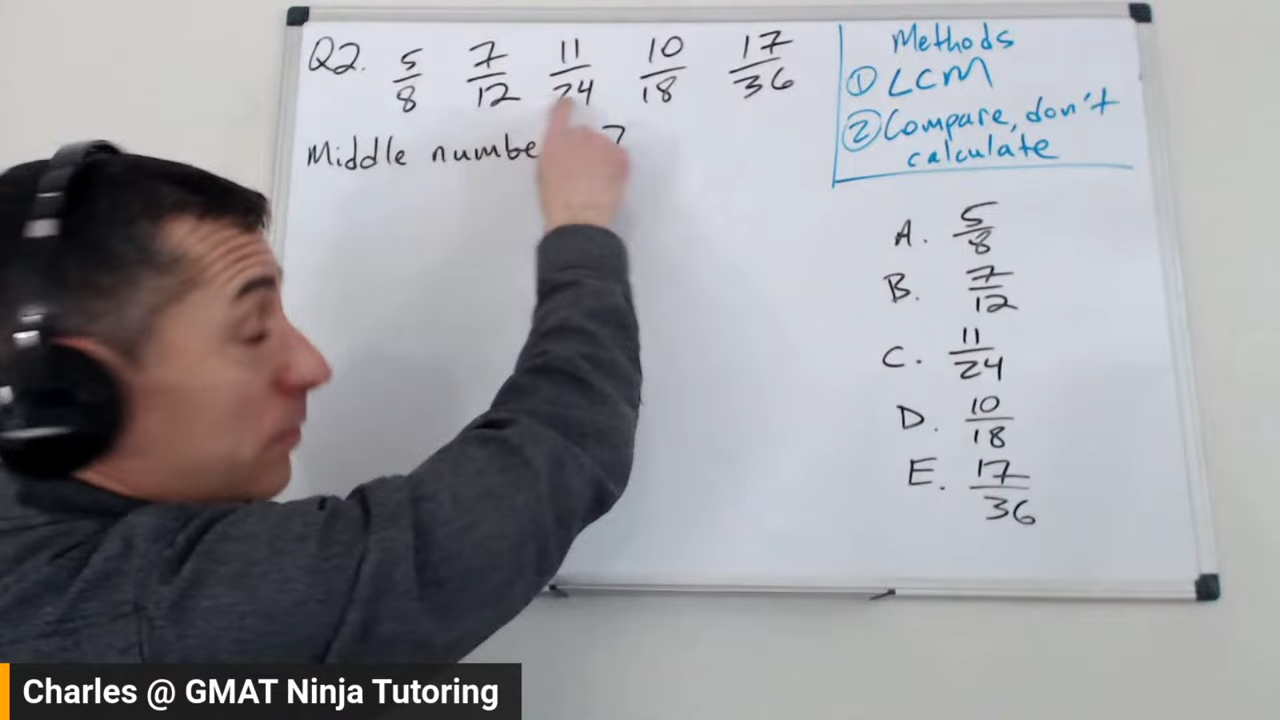 Q2. 5/8 7/12 11/24 10/18 17/36
Middle numbe ?
Methods
① LCM
② Compare, don't
calculate
A. 5/8
B. 7/12
C. 11/24
D. 10/18
E. 17/36
Charles @ GMAT Ninja Tutoring